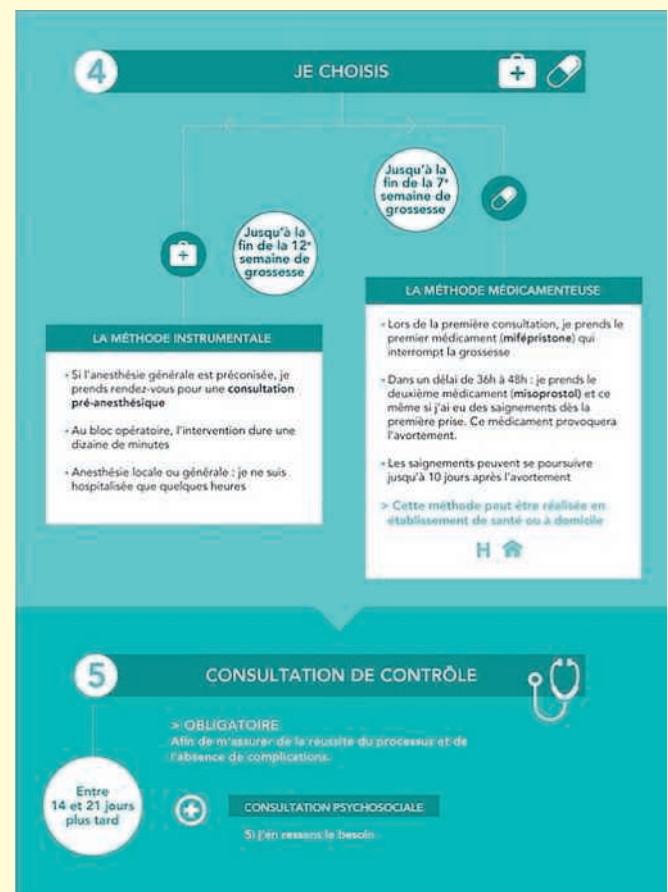 4
JE CHOISIS
Jusqu'à la
fin de la 7e
semaine de
grossesse
Jusqu'à la
fin de la 12e
semaine de
grossesse
LA MÉTHODE INSTRUMENTALE
• Si l'anesthésie générale est préconisée, je
prends rendez-vous pour une consultation
pré-anesthésique
• Au bloc opératoire, l'intervention dure une
dizaine de minutes
• Anesthésie locale ou générale : je ne suis
hospitalisée que quelques heures
LA MÉTHODE MÉDICAMENTEUSE
• Lors de la première consultation, je prends le
premier médicament (mifépristone) qui
interrompt la grossesse
• Dans un délai de 36h à 48h : je prends le
deuxième médicament (misoprostol) et ce
même si j'ai eu des saignements dès la
première prise. Ce médicament provoquera
l'avortement.
• Les saignements peuvent se poursuivre
jusqu'à 10 jours après l'avortement
> Cette méthode peut être réalisée en
établissement de santé ou à domicile
H
5
CONSULTATION DE CONTRÔLE
> OBLIGATOIRE
Afin de m'assurer de la réussite du processus et de
l'absence de complications.
Entre
14 et 21 jours
plus tard
CONSULTATION PSYCHOSOCIALE
Si j'en ressens le besoin